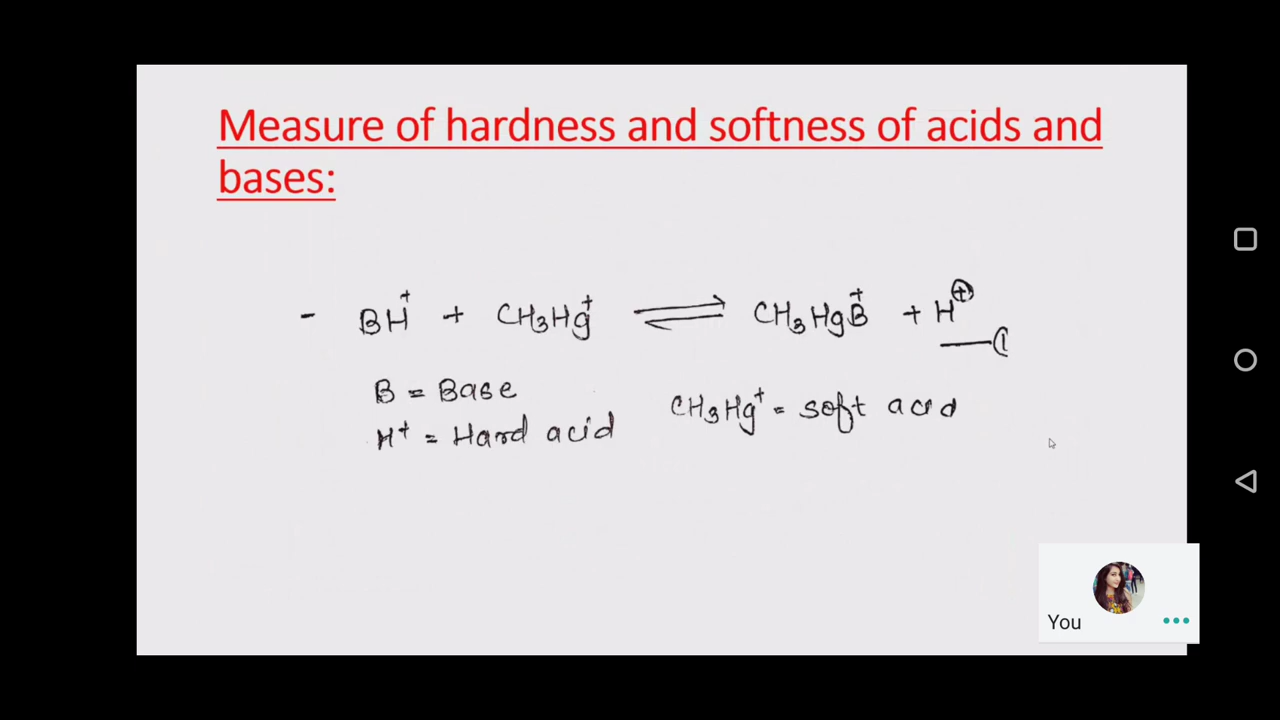 Measure of hardness and softness of acids and
bases:
- BH⁺ + CH₃Hg⁺ ⇌ CH₃HgB⁺ + H⊕
—(1
B = Base
CH₃Hg⁺ = soft acid
H⁺ = Hard acid
You